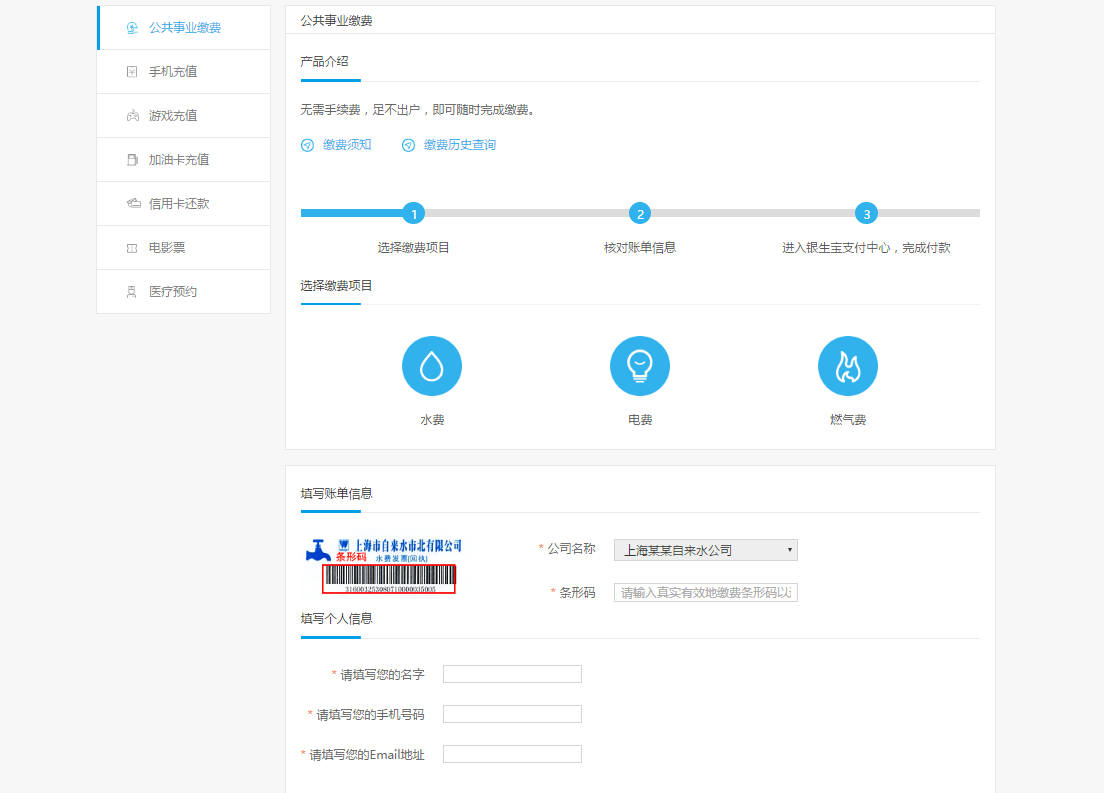 公共事业缴费
手机充值
游戏充值
加油卡充值
信用卡还款
电影票
医疗预约
公共事业缴费
产品介绍
无需手续费，足不出户，即可随时完成缴费。
缴费须知 缴费历史查询
1 2 3
选择缴费项目 核对账单信息 进入银生宝支付中心，完成付款
选择缴费项目
水费 电费 燃气费
填写账单信息
上海市自来水市北有限公司
条形码 水费发票(回执)
* 公司名称 上海某某自来水公司
* 条形码 请输入真实有效地缴费条形码以
填写个人信息
* 请填写您的名字
* 请填写您的手机号码
* 请填写您的Email地址